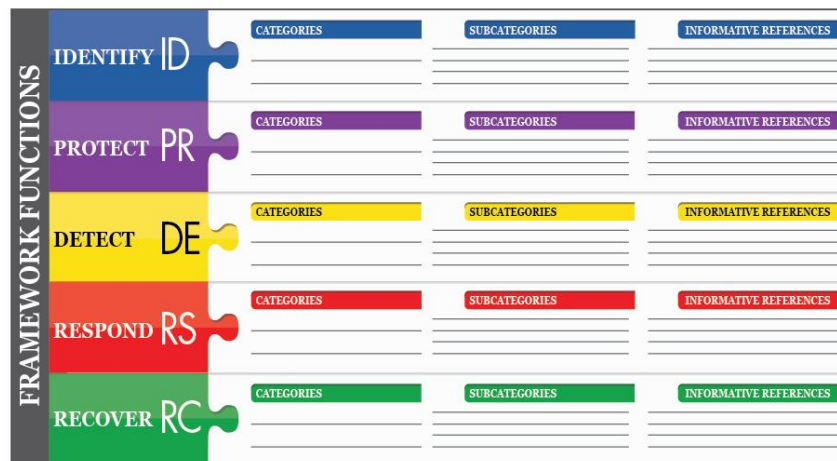 FRAMEWORK FUNCTIONS
IDENTIFY ID
CATEGORIES
SUBCATEGORIES
INFORMATIVE REFERENCES
PROTECT PR
CATEGORIES
SUBCATEGORIES
INFORMATIVE REFERENCES
DETECT DE
CATEGORIES
SUBCATEGORIES
INFORMATIVE REFERENCES
RESPOND RS
CATEGORIES
SUBCATEGORIES
INFORMATIVE REFERENCES
RECOVER RC
CATEGORIES
SUBCATEGORIES
INFORMATIVE REFERENCES